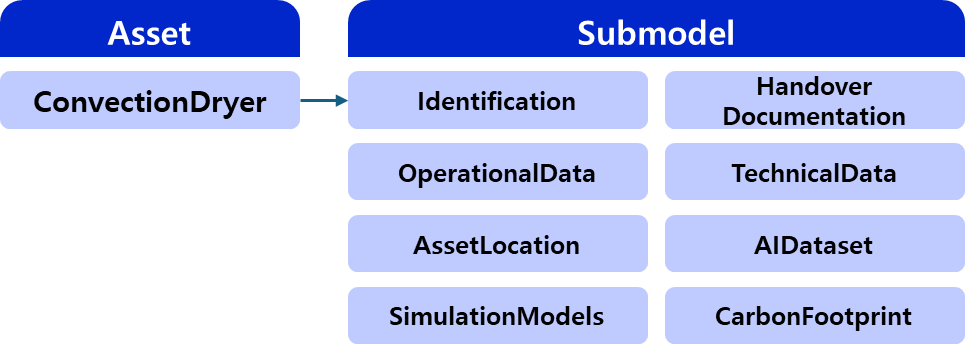 Asset
Submodel
ConvectionDryer
Identification
Handover
Documentation
OperationalData
TechnicalData
AssetLocation
AIDataset
SimulationModels
CarbonFootprint